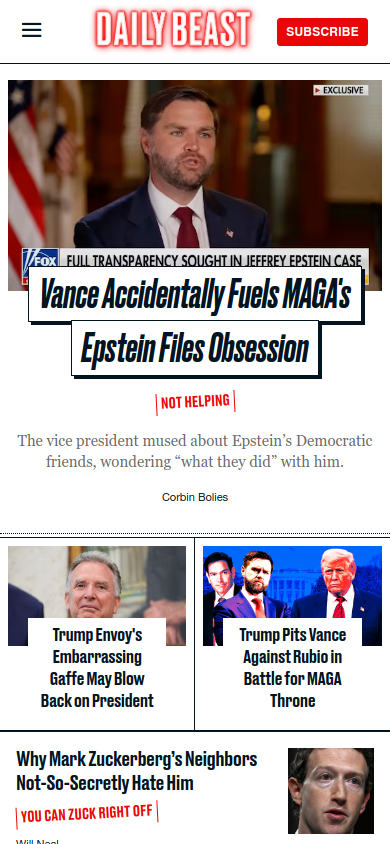 DAILY BEAST
SUBSCRIBE
EXCLUSIVE
FOX
FULL TRANSPARENCY SOUGHT IN JEFFREY EPSTEIN CASE
Vance Accidentally Fuels MAGA's
Epstein Files Obsession
NOT HELPING
The vice president mused about Epstein’s Democratic
friends, wondering “what they did” with him.
Corbin Bolies
Trump Envoy's
Embarrassing
Gaffe May Blow
Back on President
Trump Pits Vance
Against Rubio in
Battle for MAGA
Throne
Why Mark Zuckerberg’s Neighbors
Not-So-Secretly Hate Him
YOU CAN ZUCK RIGHT OFF
Will Neal